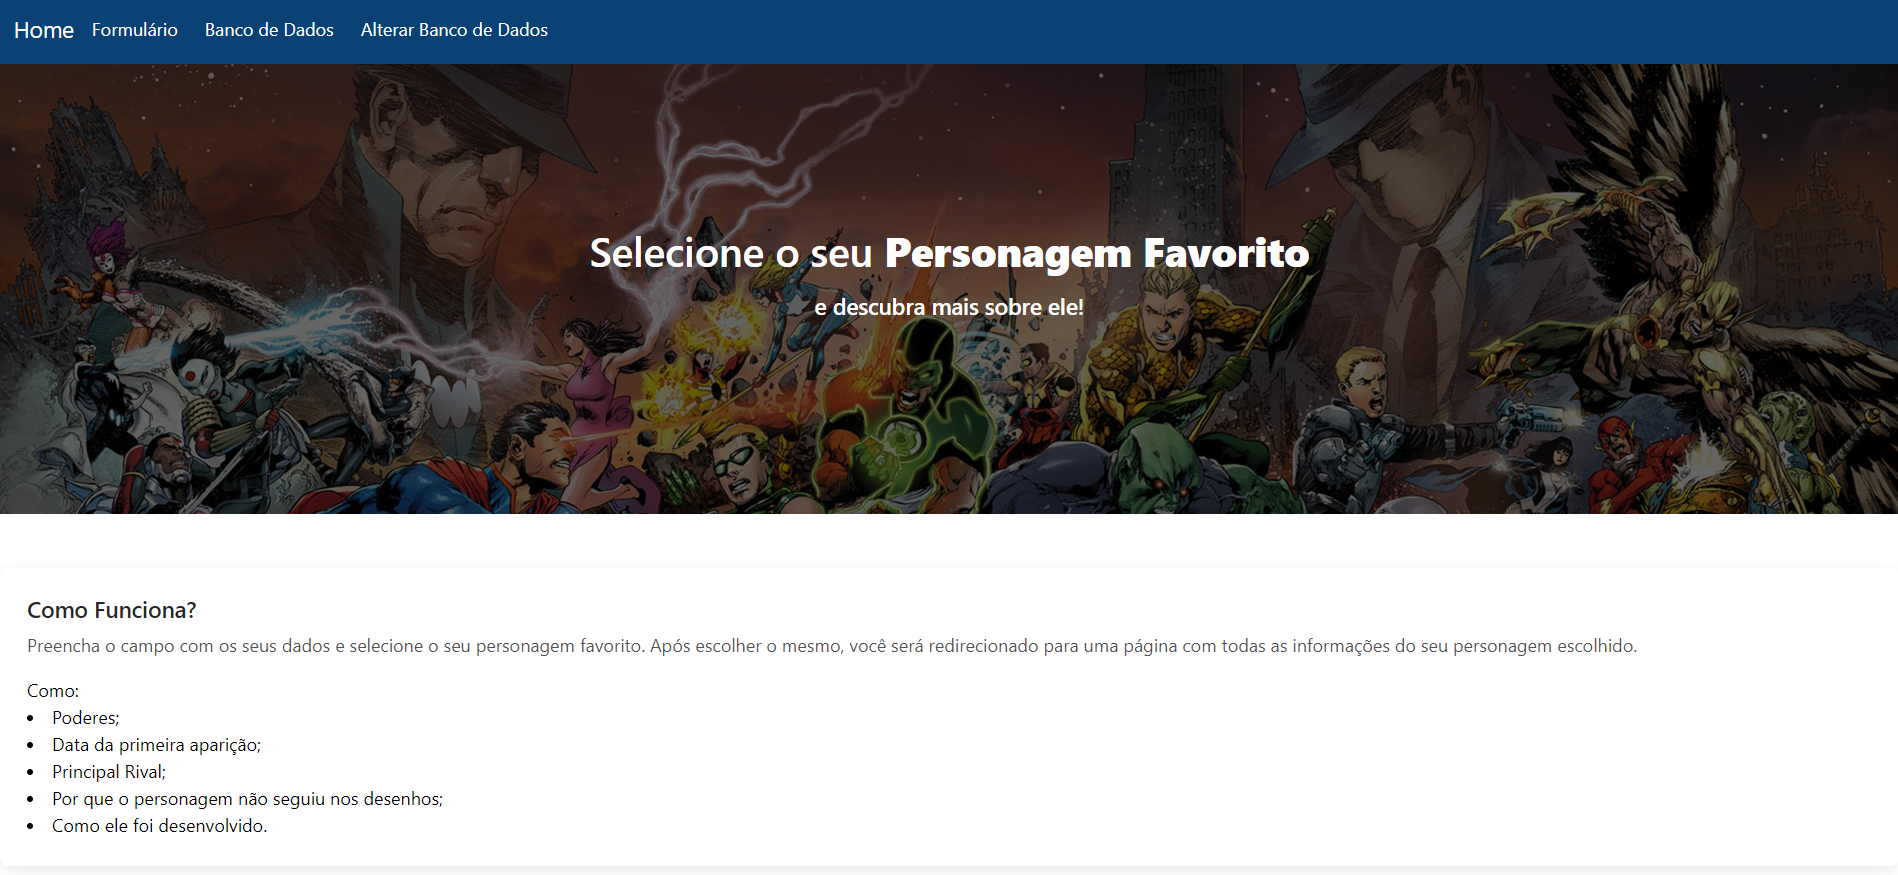 Home Formulário Banco de Dados Alterar Banco de Dados
Selecione o seu Personagem Favorito
e descubra mais sobre ele!
Como Funciona?
Preencha o campo com os seus dados e selecione o seu personagem favorito. Após escolher o mesmo, você será redirecionado para uma página com todas as informações do seu personagem escolhido.
Como:
• Poderes;
• Data da primeira aparição;
• Principal Rival;
• Por que o personagem não seguiu nos desenhos;
• Como ele foi desenvolvido.